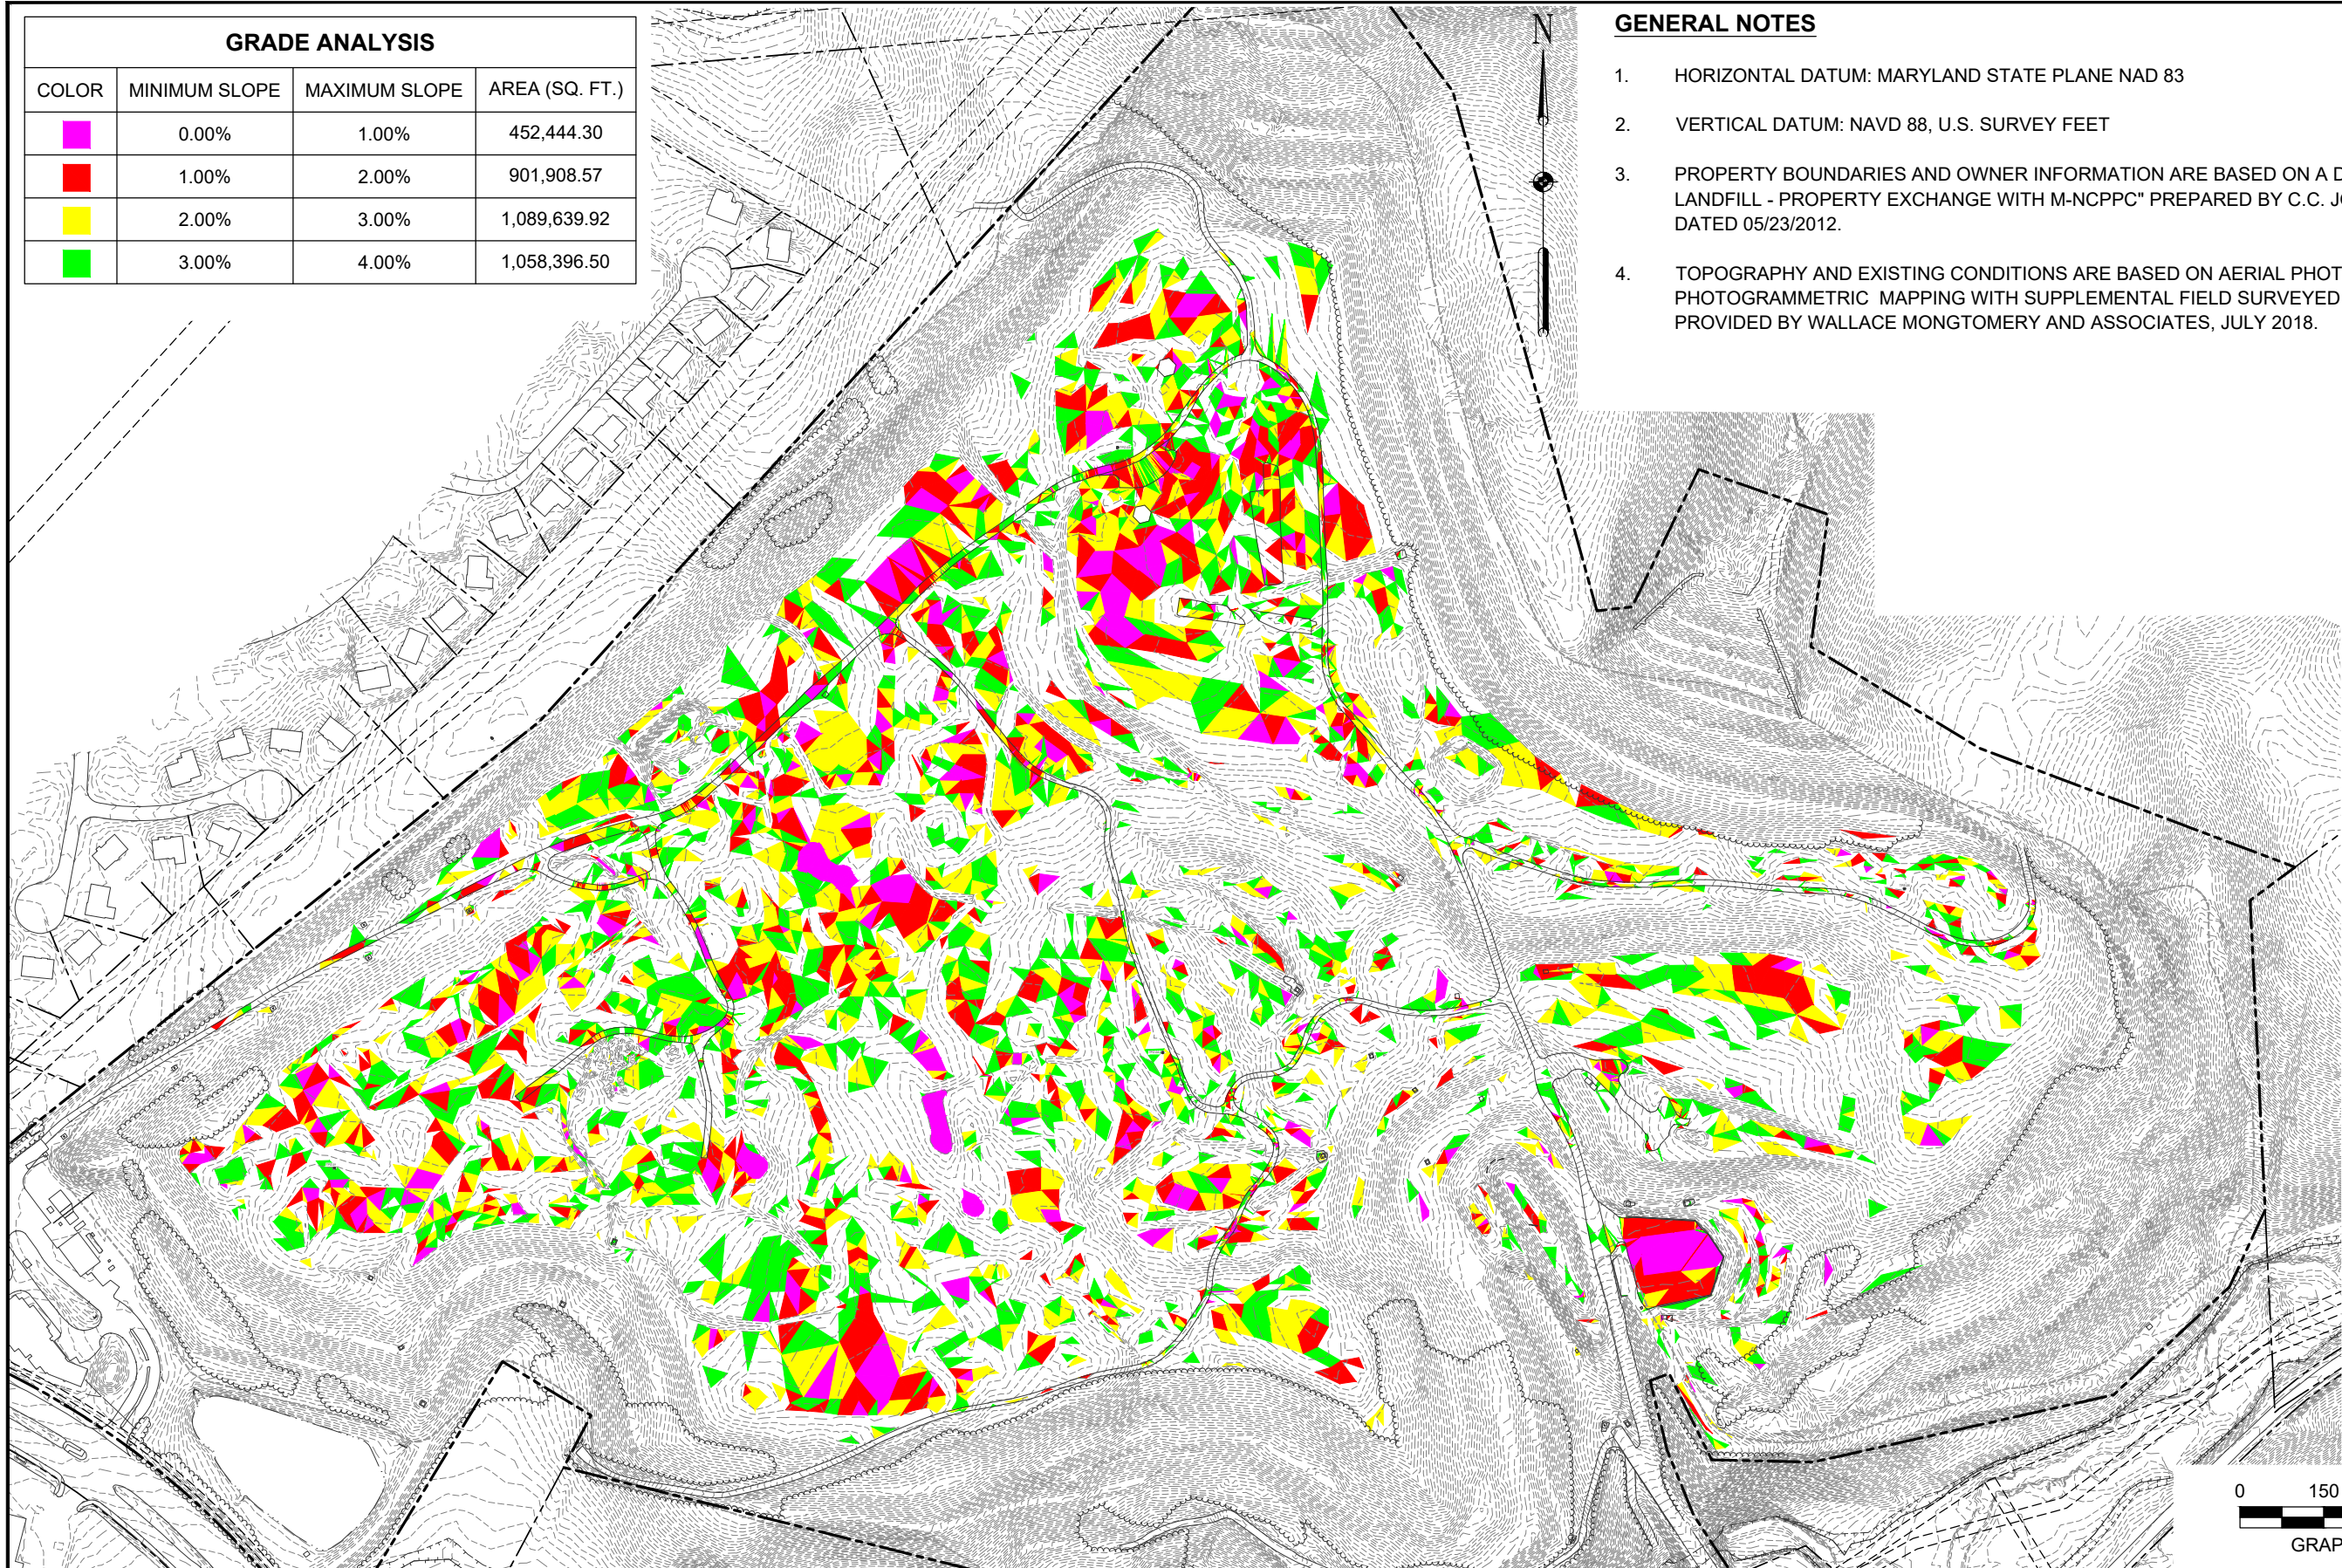 GRADE ANALYSIS
COLOR MINIMUM SLOPE MAXIMUM SLOPE AREA (SQ. FT.)
0.00% 1.00% 452,444.30
1.00% 2.00% 901,908.57
2.00% 3.00% 1,089,639.92
3.00% 4.00% 1,058,396.50
N
GENERAL NOTES
1. HORIZONTAL DATUM: MARYLAND STATE PLANE NAD 83
2. VERTICAL DATUM: NAVD 88, U.S. SURVEY FEET
3. PROPERTY BOUNDARIES AND OWNER INFORMATION ARE BASED ON A D
LANDFILL - PROPERTY EXCHANGE WITH M-NCPPC" PREPARED BY C.C. JO
DATED 05/23/2012.
4. TOPOGRAPHY AND EXISTING CONDITIONS ARE BASED ON AERIAL PHOT
PHOTOGRAMMETRIC MAPPING WITH SUPPLEMENTAL FIELD SURVEYED
PROVIDED BY WALLACE MONGTOMERY AND ASSOCIATES, JULY 2018.
0 150
GRAP